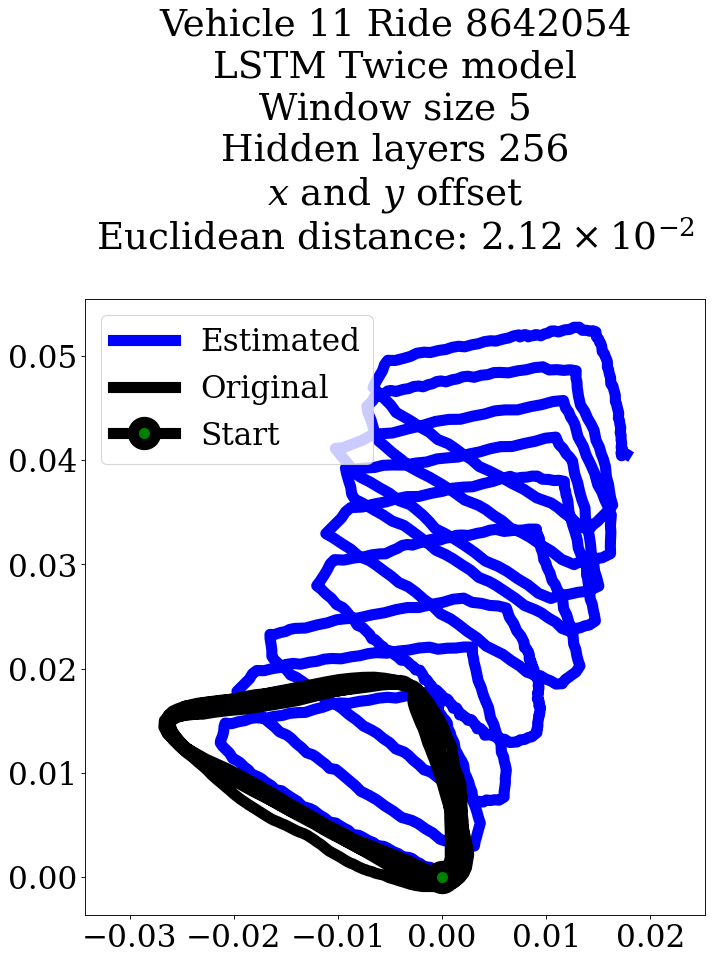 Vehicle 11 Ride 8642054
LSTM Twice model
Window size 5
Hidden layers 256
x and y offset
Euclidean distance: 2.12 × 10⁻²
Estimated
Original
Start
0.05
0.04
0.03
0.02
0.01
0.00
−0.03 −0.02 −0.01 0.00 0.01 0.02